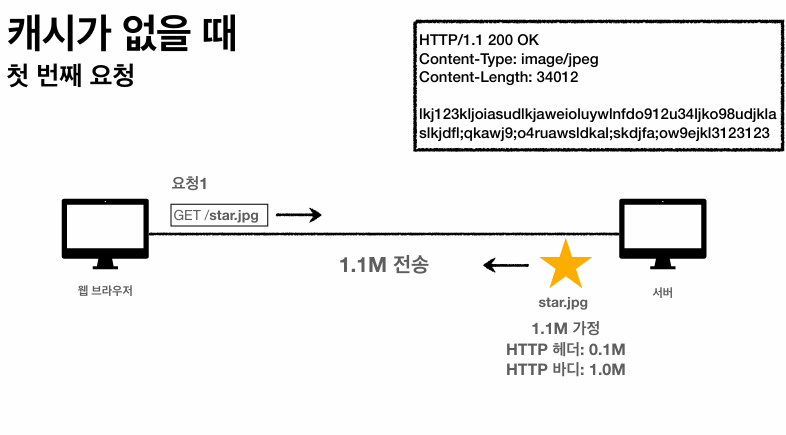 캐시가 없을 때
첫 번째 요청
HTTP/1.1 200 OK
Content-Type: image/jpeg
Content-Length: 34012
lkj123kljoiasudlkjaweioluywlnfdo912u34ljko98udjkla
slkjdfl;qkawj9;o4ruawsldkal;skdjfa;ow9ejkl3123123
요청1
GET /star.jpg
1.1M 전송
웹 브라우저
star.jpg
서버
1.1M 가정
HTTP 헤더: 0.1M
HTTP 바디: 1.0M